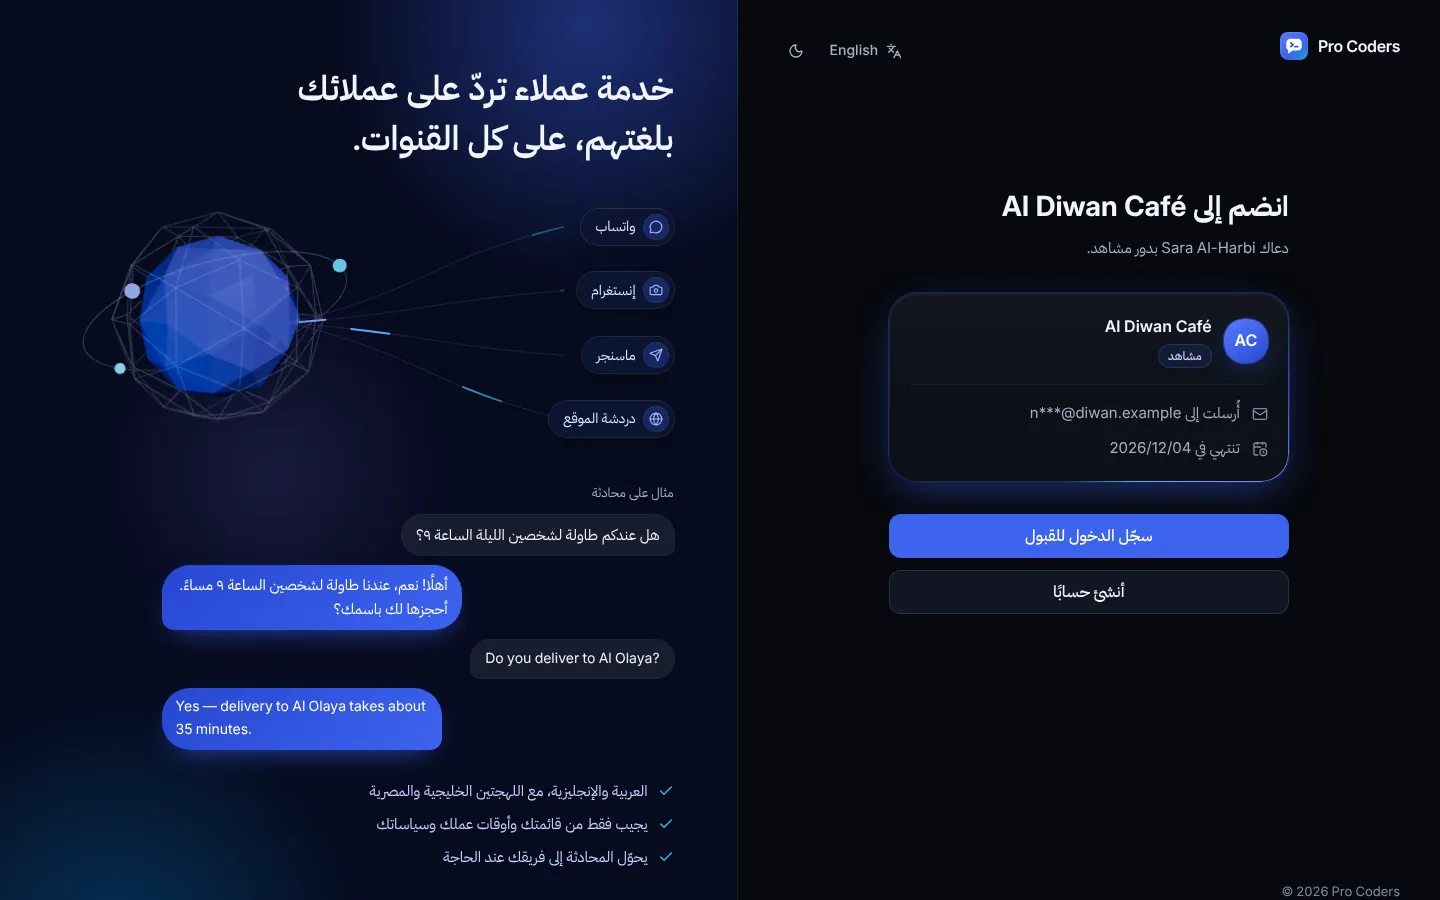 Pro Coders
English
انضم إلى Al Diwan Café
دعاك Sara Al-Harbi بدور مشاهد.
AC
Al Diwan Café
مشاهد
أُرسلت إلى n***@diwan.example
تنتهي في 2026/12/04
سجّل الدخول للقبول
أنشئ حسابًا
© 2026 Pro Coders
خدمة عملاء تردّ على عملائك
بلغتهم، على كل القنوات.
واتساب
إنستغرام
ماسنجر
دردشة الموقع
مثال على محادثة
هل عندكم طاولة لشخصين الليلة الساعة ٩؟
أهلًا! نعم، عندنا طاولة لشخصين الساعة ٩ مساءً.
أحجزها لك باسمك؟
Do you deliver to Al Olaya?
Yes — delivery to Al Olaya takes about
35 minutes.
العربية والإنجليزية، مع اللهجتين الخليجية والمصرية
يجيب فقط من قائمتك وأوقات عملك وسياساتك
يحوّل المحادثة إلى فريقك عند الحاجة